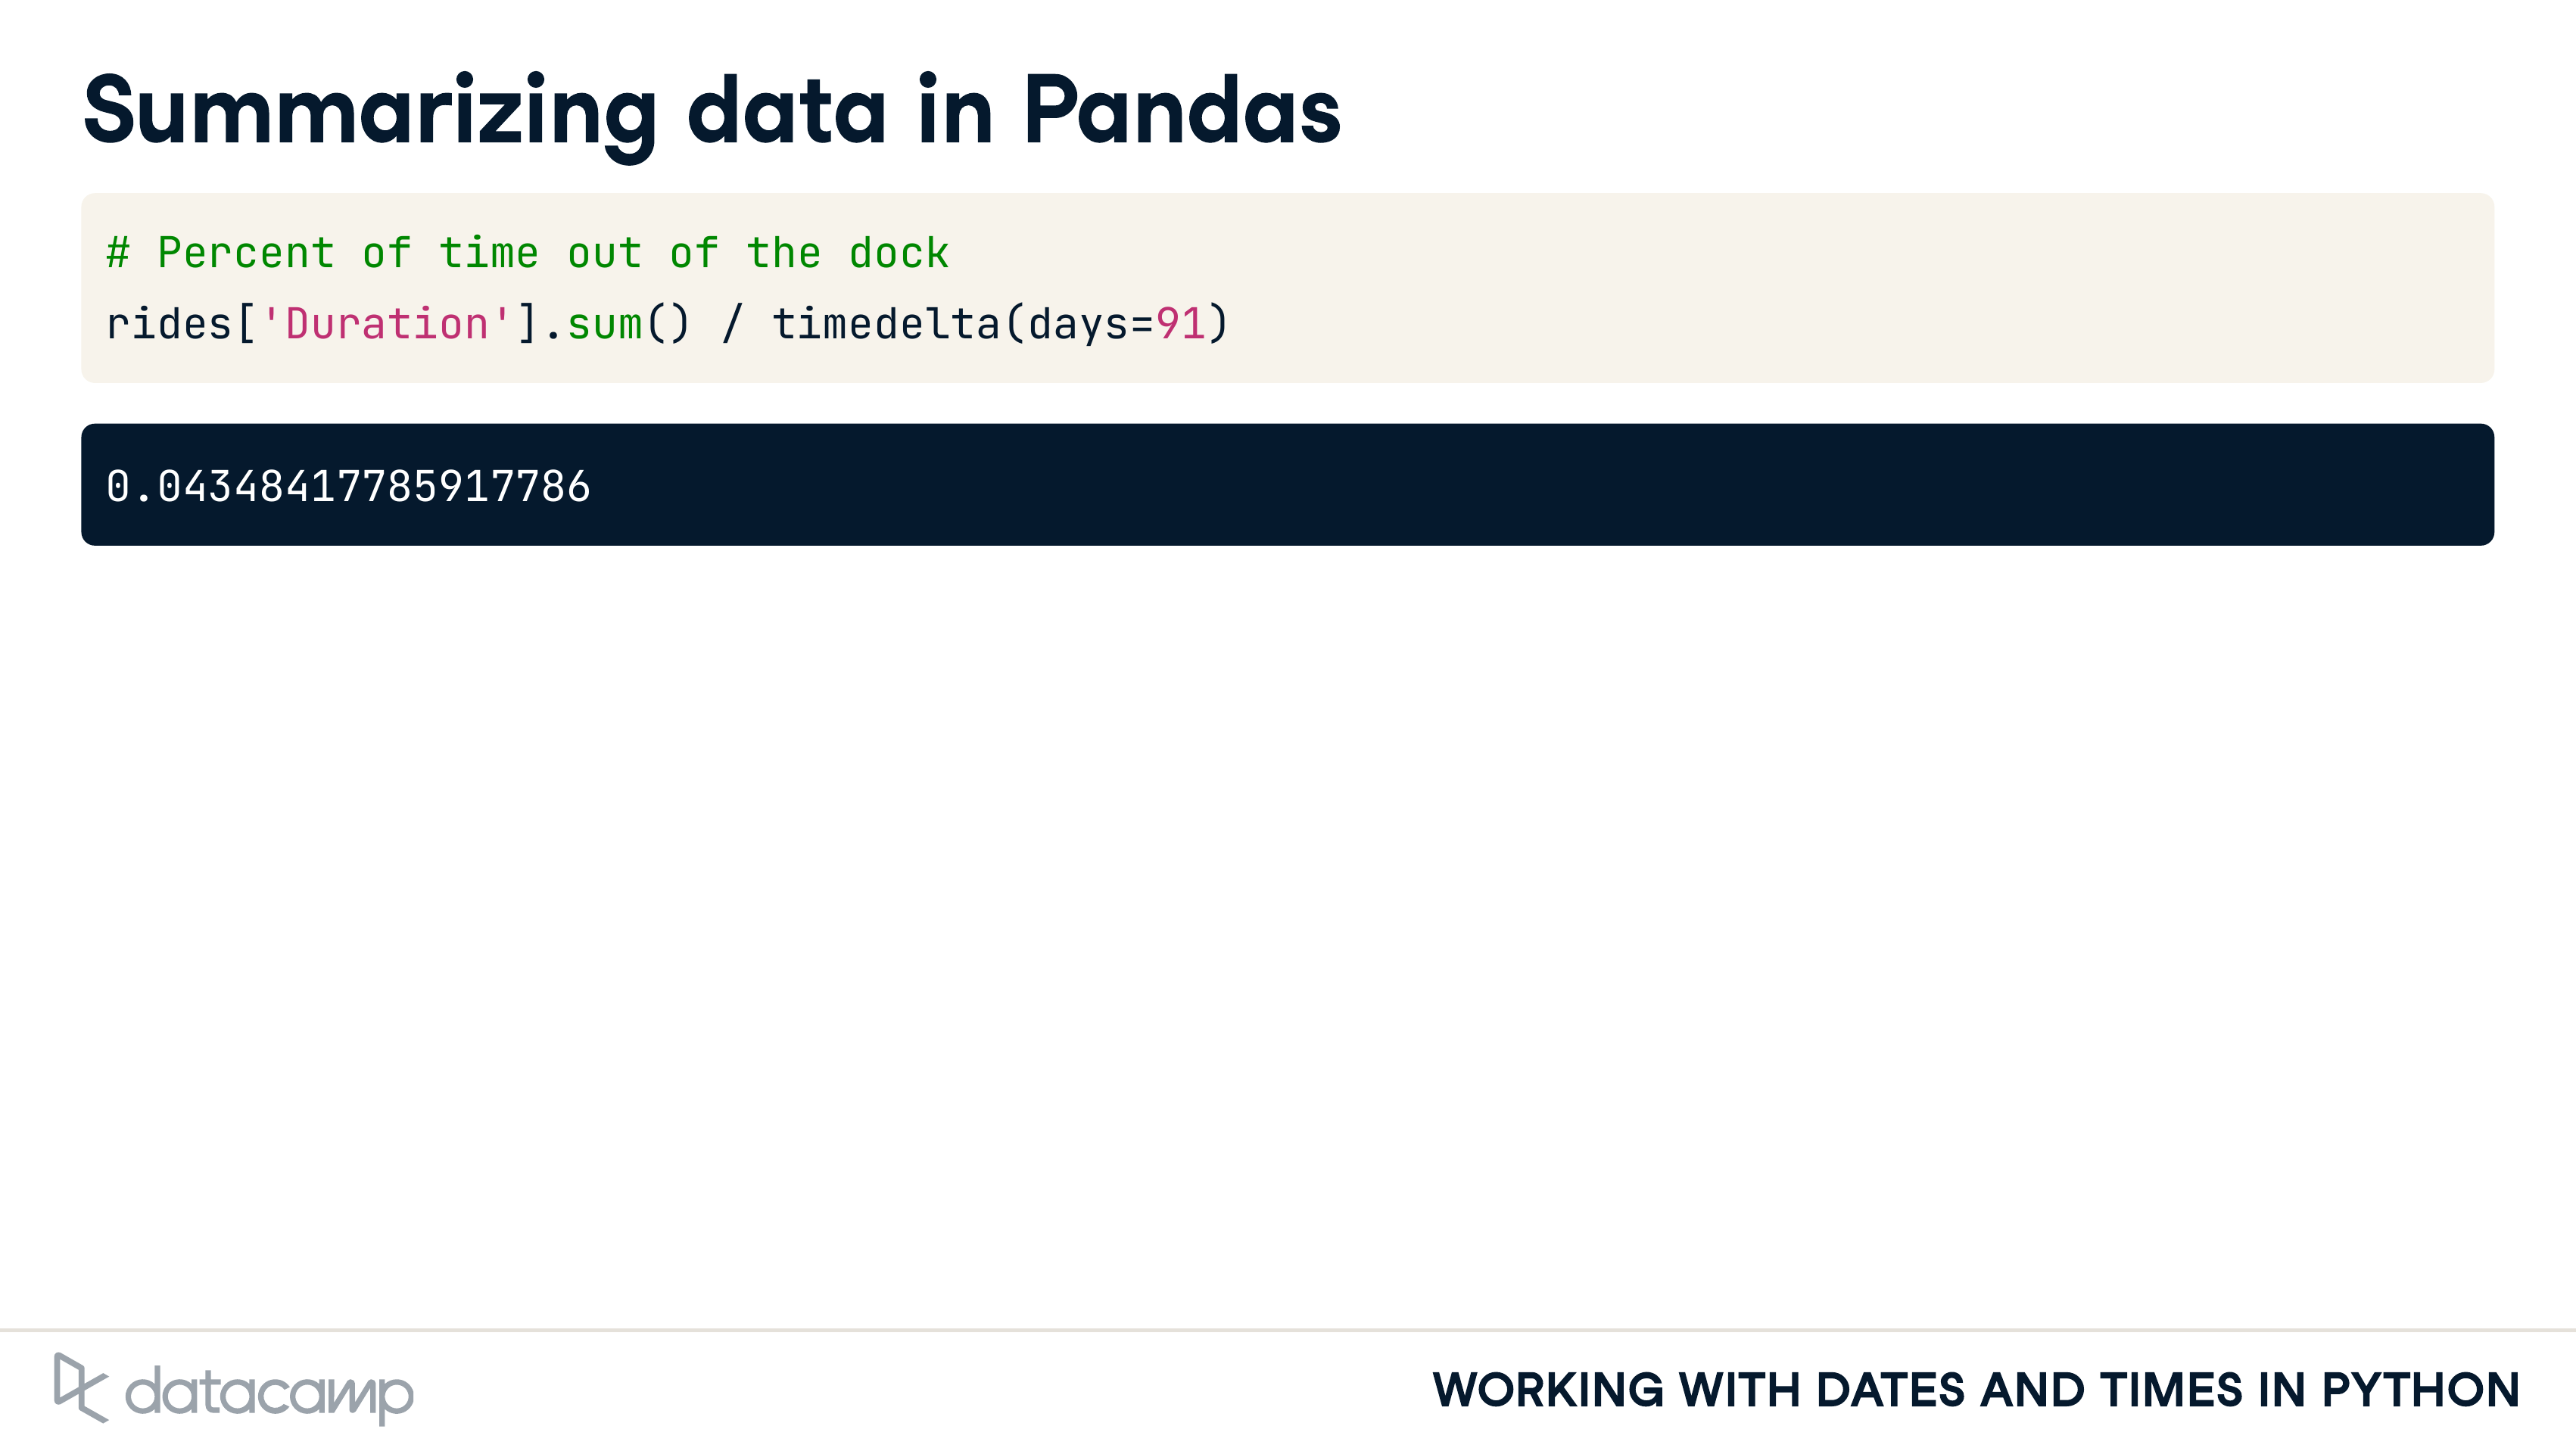 Summarizing data in Pandas
# Percent of time out of the dock
rides['Duration'].sum() / timedelta(days=91)
0.04348417785917786
datacamp
WORKING WITH DATES AND TIMES IN PYTHON